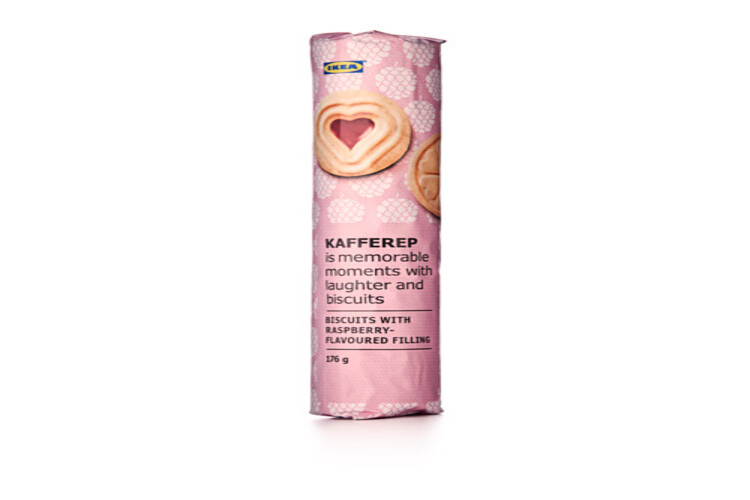 IKEA
KAFFEREP
is memorable
moments with
laughter and
biscuits
BISCUITS WITH
RASPBERRY-
FLAVOURED FILLING
176 g